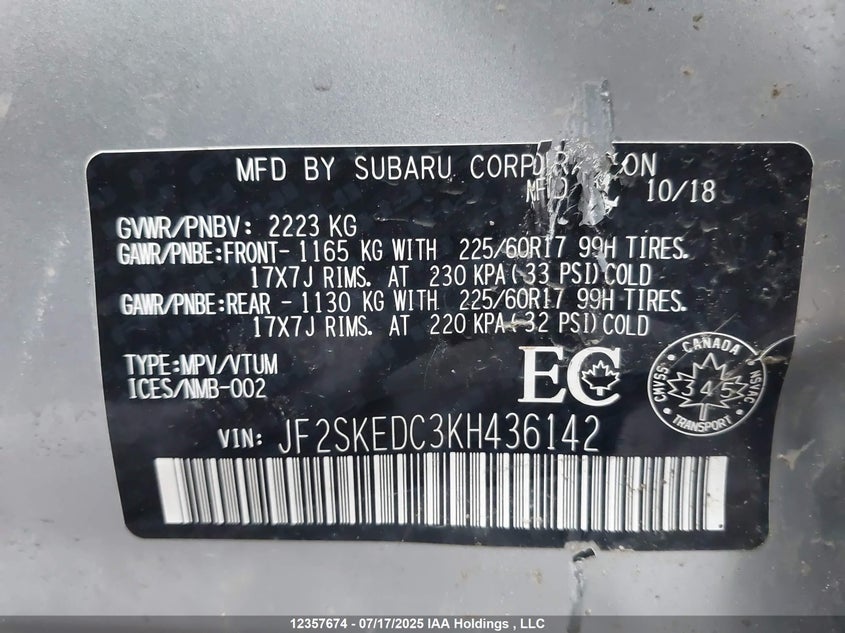 MFD BY SUBARU CORPORATION
10/18
GVWR/PNBV: 2223 KG
GAWR/PNBE:FRONT- 1165 KG WITH 225/60R17 99H TIRES.
17X7J RIMS. AT 230 KPA(33 PSI)COLD
GAWR/PNBE:REAR - 1130 KG WITH 225/60R17 99H TIRES.
17X7J RIMS. AT 220 KPA(32 PSI)COLD
TYPE:MPV/VTUM
ICES/NMB-002
EC
CANADA
CMVSS 345 NSVAC
TRANSPORT
VIN: JF2SKEDC3KH436142
12357674 - 07/17/2025 IAA Holdings , LLC